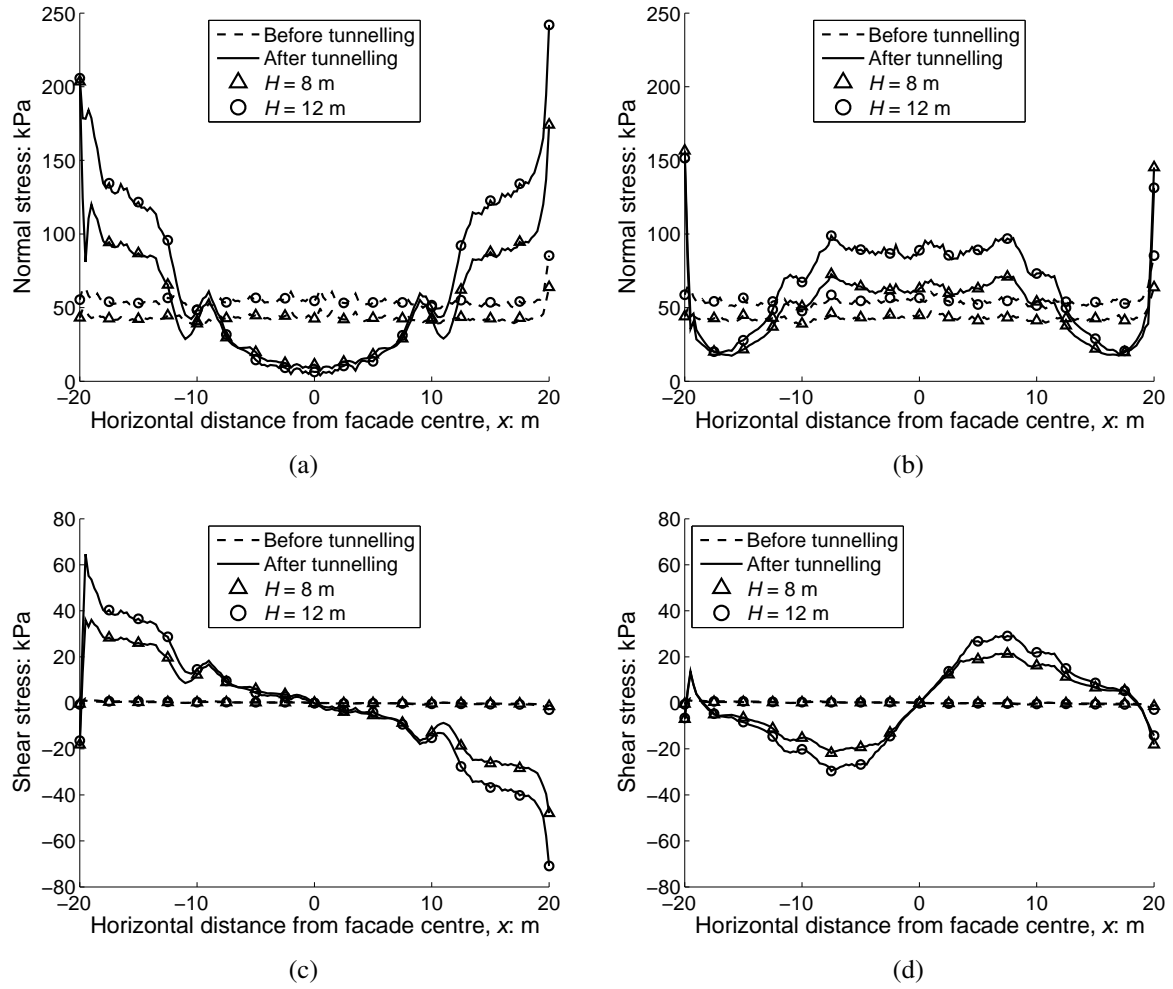 250
200
150
100
50
0
Normal stress: kPa
Before tunnelling
After tunnelling
H = 8 m
H = 12 m
−20
−10
0
10
20
Horizontal distance from facade centre, x: m
(a)
250
200
150
100
50
0
Normal stress: kPa
Before tunnelling
After tunnelling
H = 8 m
H = 12 m
−20
−10
0
10
20
Horizontal distance from facade centre, x: m
(b)
80
60
40
20
0
−20
−40
−60
−80
Shear stress: kPa
Before tunnelling
After tunnelling
H = 8 m
H = 12 m
−20
−10
0
10
20
Horizontal distance from facade centre, x: m
(c)
80
60
40
20
0
−20
−40
−60
−80
Shear stress: kPa
Before tunnelling
After tunnelling
H = 8 m
H = 12 m
−20
−10
0
10
20
Horizontal distance from facade centre, x: m
(d)